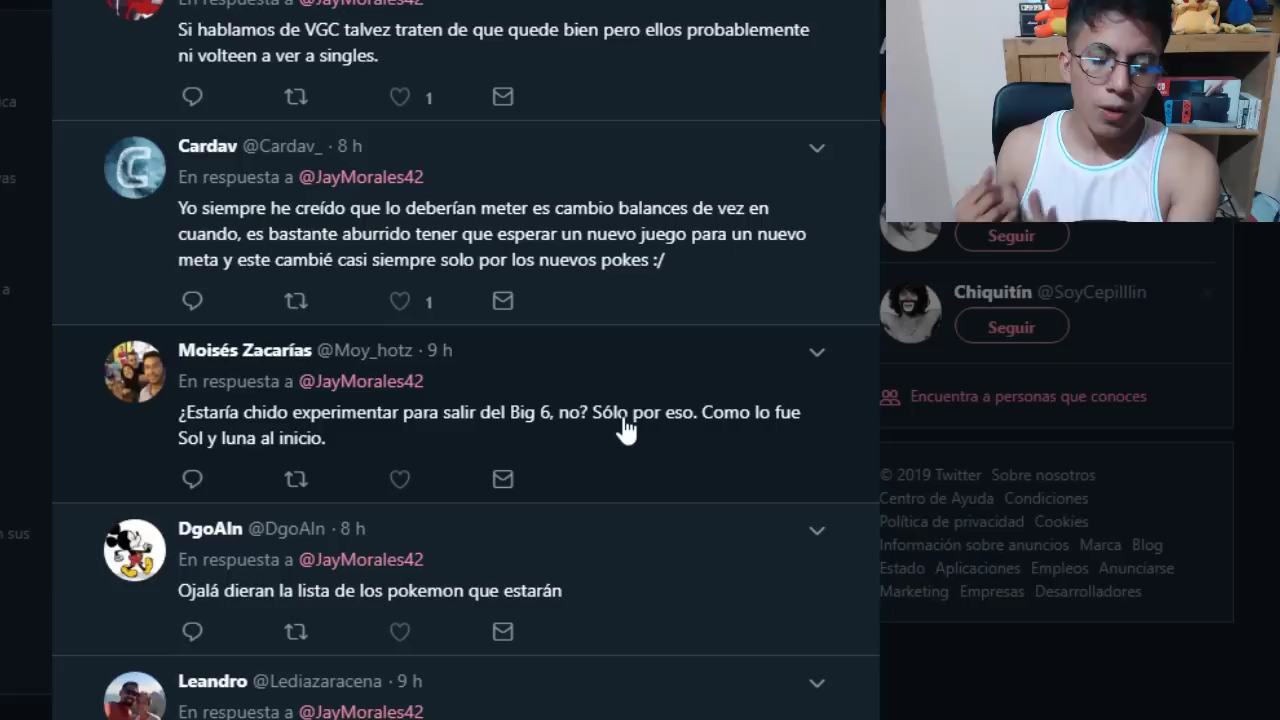 En respuesta a @JayMorales42
Si hablamos de VGC talvez traten de que quede bien pero ellos probablemente
ni volteen a ver a singles.
1
Cardav @Cardav_ · 8 h
En respuesta a @JayMorales42
Yo siempre he creído que lo deberían meter es cambio balances de vez en
cuando, es bastante aburrido tener que esperar un nuevo juego para un nuevo
meta y este cambié casi siempre solo por los nuevos pokes :/
1
Moisés Zacarías @Moy_hotz · 9 h
En respuesta a @JayMorales42
¿Estaría chido experimentar para salir del Big 6, no? Sólo por eso. Como lo fue
Sol y luna al inicio.
DgoAln @DgoAln · 8 h
En respuesta a @JayMorales42
Ojalá dieran la lista de los pokemon que estarán
Leandro @Lediazaracena · 9 h
En respuesta a @JayMorales42
Seguir
Chiquitín @SoyCepilllin
Seguir
Encuentra a personas que conoces
© 2019 Twitter Sobre nosotros
Centro de Ayuda Condiciones
Política de privacidad Cookies
Información sobre anuncios Marca Blog
Estado Aplicaciones Empleos Anunciarse
Marketing Empresas Desarrolladores
sus